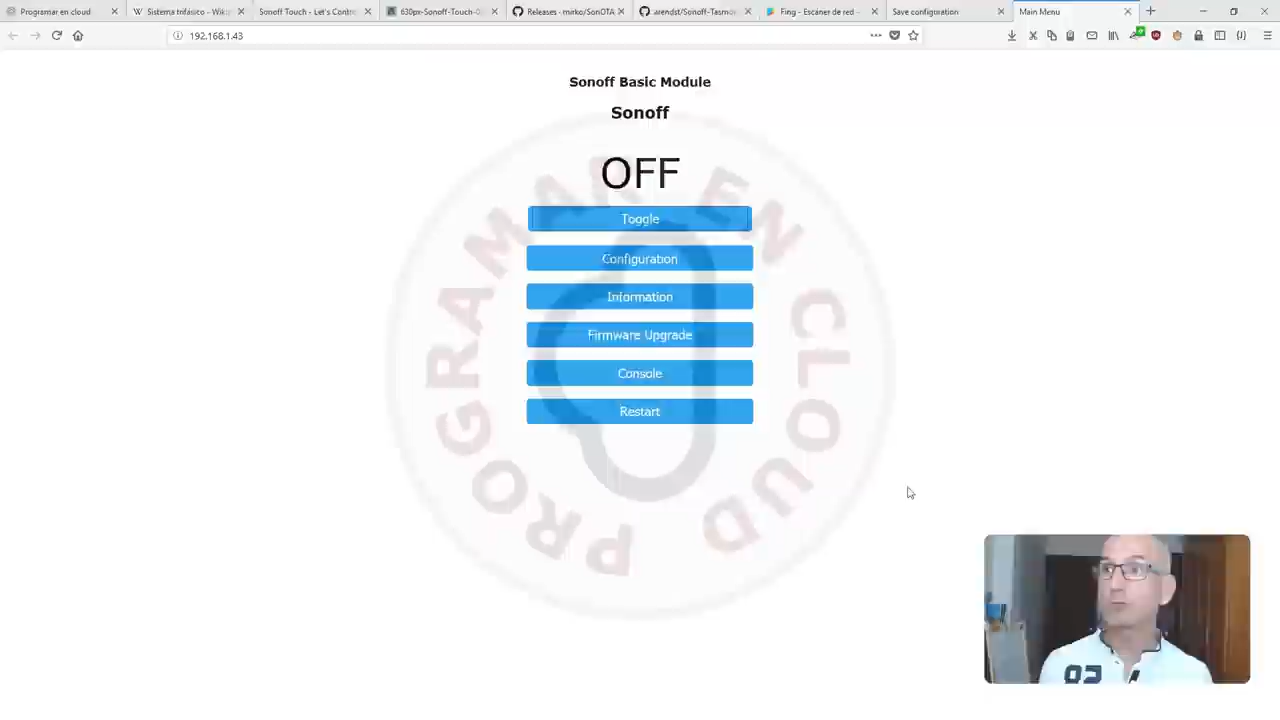 Programar en cloud
Sistema trifásico - Wiki
Sonoff Touch - Let's Contr
630px-Sonoff-Touch-0
Releases - mirko/SonOTA
arendst/Sonoff-Tasmo
Fing - Escáner de red -
Save configuration
Main Menu
192.168.1.43
Sonoff Basic Module
Sonoff
OFF
Toggle
Configuration
Information
Firmware Upgrade
Console
Restart
PROGRAMAR EN CLOUD